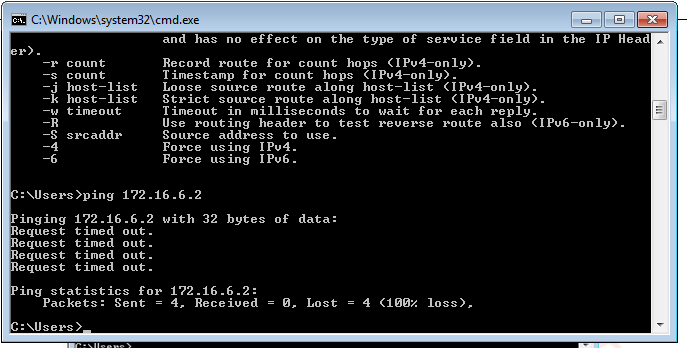 C:\Windows\system32\cmd.exe
and has no effect on the type of service field in the IP Head
er).
-r count Record route for count hops (IPv4-only).
-s count Timestamp for count hops (IPv4-only).
-j host-list Loose source route along host-list (IPv4-only).
-k host-list Strict source route along host-list (IPv4-only).
-w timeout Timeout in milliseconds to wait for each reply.
-R Use routing header to test reverse route also (IPv6-only).
-S srcaddr Source address to use.
-4 Force using IPv4.
-6 Force using IPv6.
C:\Users>ping 172.16.6.2
Pinging 172.16.6.2 with 32 bytes of data:
Request timed out.
Request timed out.
Request timed out.
Request timed out.
Ping statistics for 172.16.6.2:
Packets: Sent = 4, Received = 0, Lost = 4 (100% loss),
C:\Users>_
C:\Users>